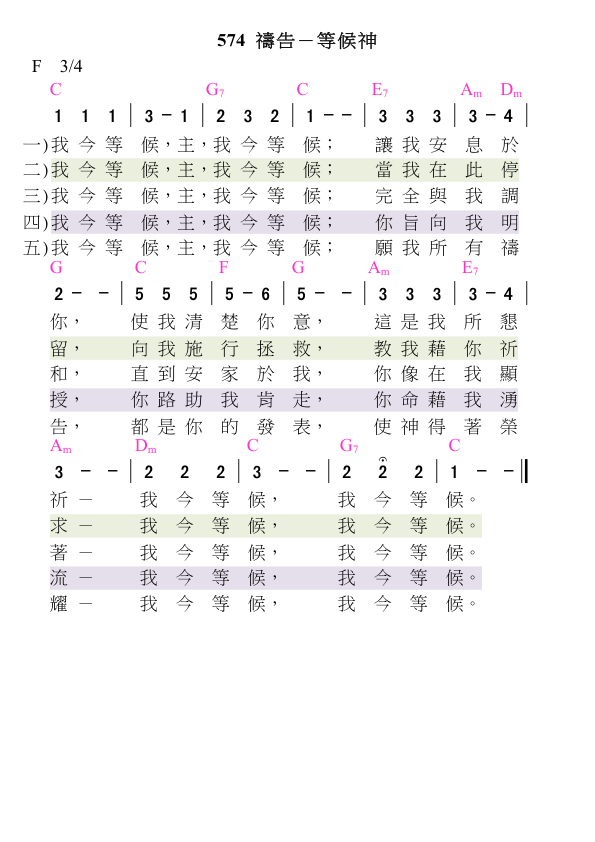 574 禱告－等候神
F 3/4
C G7 C E7 Am Dm
1 1 1 | 3 - 1 | 2 3 2 | 1 - - | 3 3 3 | 3 - 4 |
一)我今等候，主，我今等候； 讓我安息於
二)我今等候，主，我今等候； 當我在此停
三)我今等候，主，我今等候； 完全與我調
四)我今等候，主，我今等候； 你旨向我明
五)我今等候，主，我今等候； 願我所有禱
G C F G Am E7
2 - - | 5 5 5 | 5 - 6 | 5 - - | 3 3 3 | 3 - 4 |
你， 使我清楚你意， 這是我所懇
留， 向我施行拯救， 教我藉你祈
和， 直到安家於我， 你像在我顯
授， 你路助我肯走， 你命藉我湧
告， 都是你的發表， 使神得著榮
Am Dm C G7 C
3 - - | 2 2 2 | 3 - - | 2 2 2 | 1 - - ‖
祈－ 我今等候， 我今等候。
求－ 我今等候， 我今等候。
著－ 我今等候， 我今等候。
流－ 我今等候， 我今等候。
耀－ 我今等候， 我今等候。